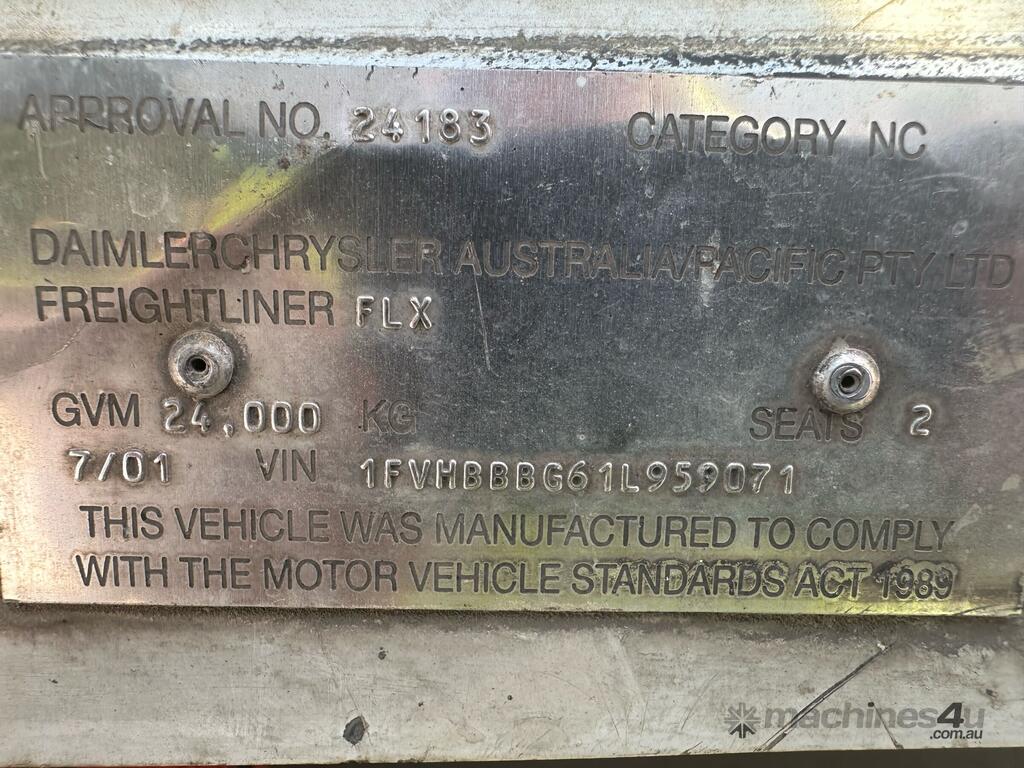 APPROVAL NO. 24183 CATEGORY NC
DAIMLERCHRYSLER AUSTRALIA/PACIFIC PTY LTD
FREIGHTLINER FLX
GVM 24,000 KG SEATS 2
7/01 VIN 1FVHBBBG61L959071
THIS VEHICLE WAS MANUFACTURED TO COMPLY
WITH THE MOTOR VEHICLE STANDARDS ACT 1989
machines4u
.com.au